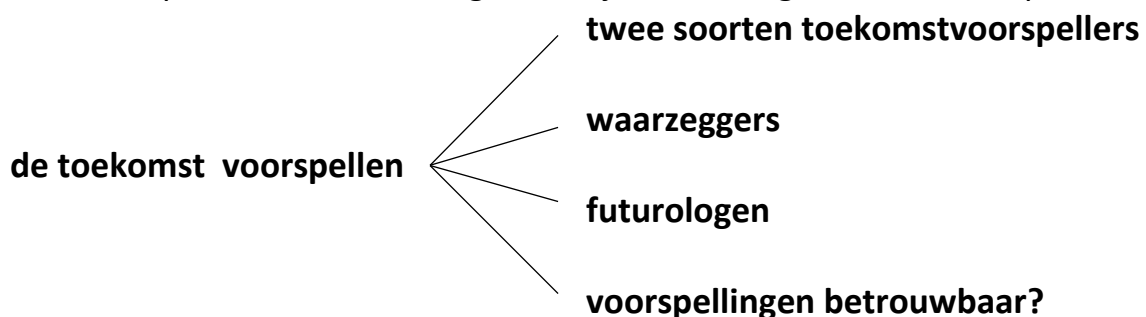 twee soorten toekomstvoorspellers
waarzeggers
de toekomst voorspellen
futurologen
voorspellingen betrouwbaar?